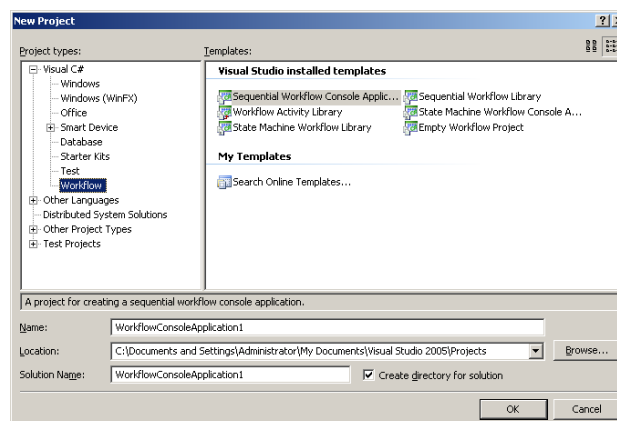 New Project
Project types:
Templates:
Visual C#
Windows
Windows (WinFX)
Office
Smart Device
Database
Starter Kits
Test
Workflow
Other Languages
Distributed System Solutions
Other Project Types
Test Projects
Visual Studio installed templates
Sequential Workflow Console Applic... Sequential Workflow Library
Workflow Activity Library State Machine Workflow Console A...
State Machine Workflow Library Empty Workflow Project
My Templates
Search Online Templates...
A project for creating a sequential workflow console application.
Name: WorkflowConsoleApplication1
Location: C:\Documents and Settings\Administrator\My Documents\Visual Studio 2005\Projects Browse...
Solution Name: WorkflowConsoleApplication1 Create directory for solution
OK Cancel